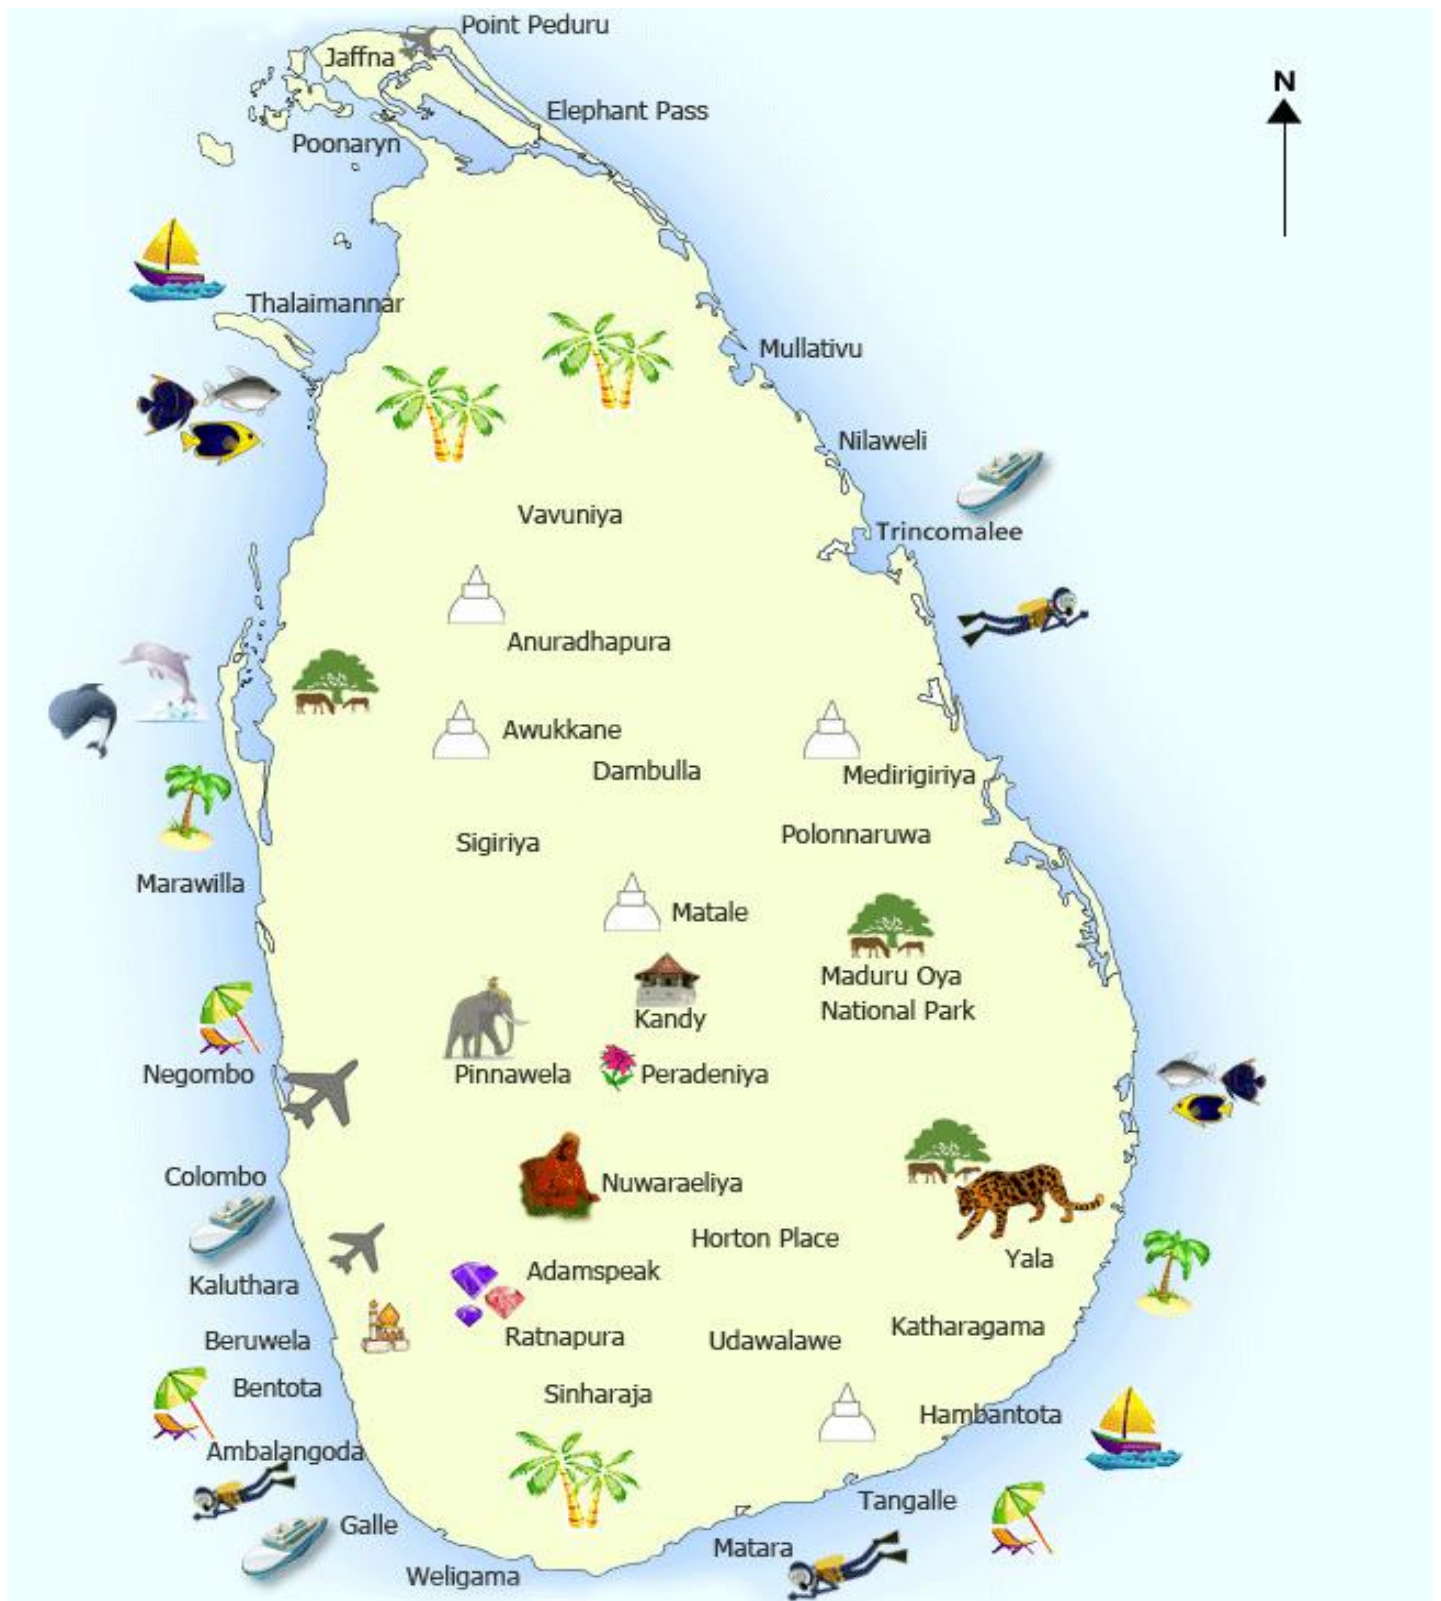 Point Peduru
Jaffna
N
Elephant Pass
Poonaryn
Thalaimannar
Mullativu
Nilaweli
Vavuniya
Trincomalee
Anuradhapura
Awukkane
Dambulla
Medirigiriya
Polonnaruwa
Sigiriya
Marawilla
Matale
Maduru Oya
National Park
Kandy
Negombo
Pinnawela
Peradeniya
Colombo
Nuwaraeliya
Horton Place
Yala
Adamspeak
Kaluthara
Katharagama
Ratnapura
Udawalawe
Beruwela
Bentota
Sinharaja
Hambantota
Ambalangoda
Tangalle
Galle
Matara
Weligama